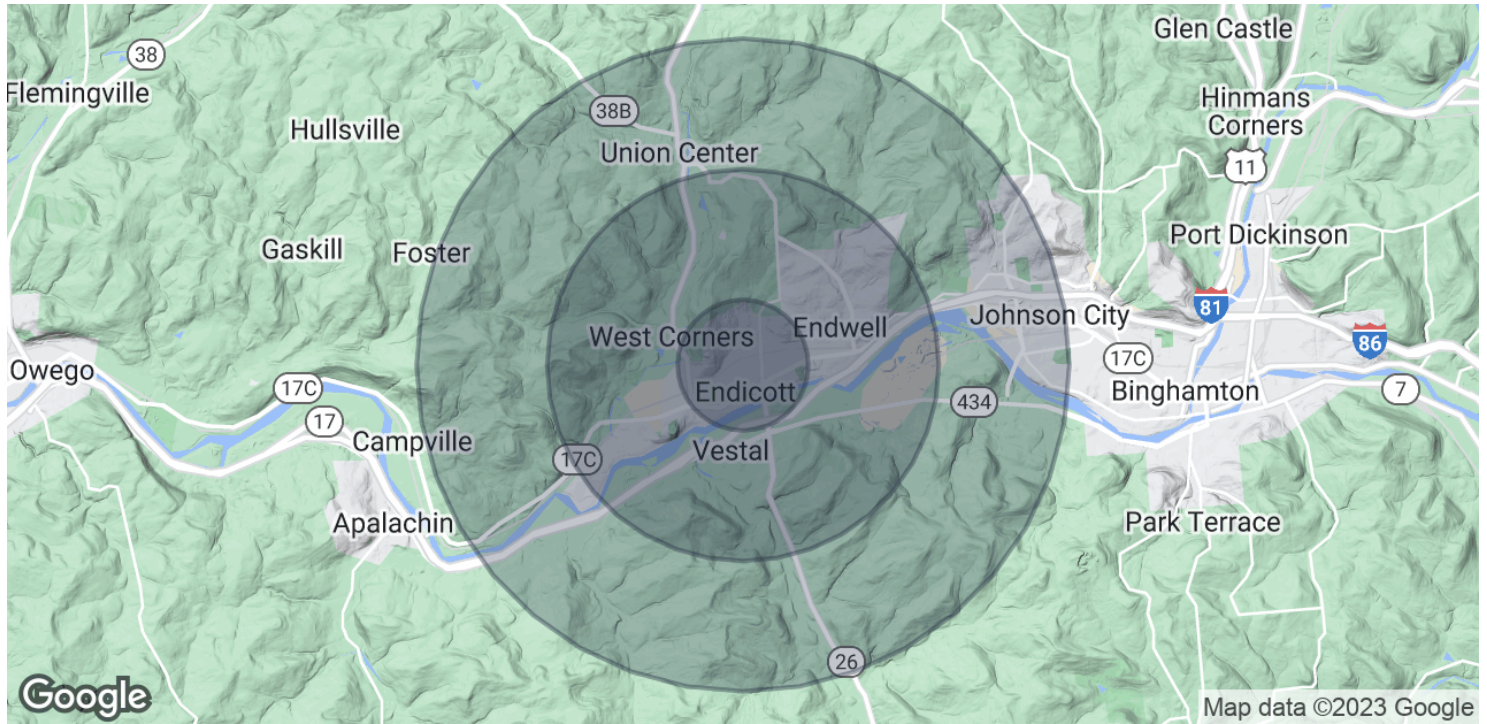 Glen Castle
38
Flemingville
Hinmans
Corners
38B
Hullsville
Union Center
11
Port Dickinson
Gaskill
Foster
81
Johnson City
Endwell
West Corners
86
17C
Owego
17C
Endicott
Binghamton
7
434
17
Campville
Vestal
17C
Apalachin
Park Terrace
26
Google
Map data ©2023 Google